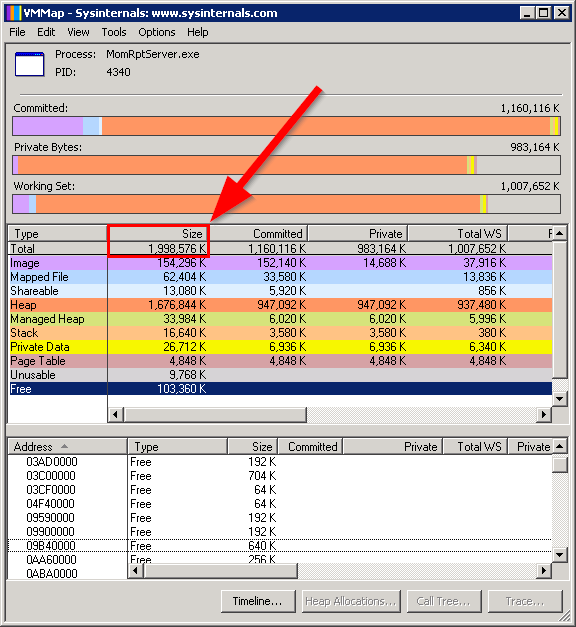 VMMap - Sysinternals: www.sysinternals.com
File Edit View Tools Options Help
Process: MomRptServer.exe
PID: 4340
Committed: 1,160,116 K
Private Bytes: 983,164 K
Working Set: 1,007,652 K
Type Size Committed Private Total WS F
Total 1,998,576 K 1,160,116 K 983,164 K 1,007,652 K
Image 154,296 K 152,140 K 14,688 K 37,916 K
Mapped File 62,404 K 33,580 K 13,836 K
Shareable 13,080 K 5,920 K 856 K
Heap 1,676,844 K 947,092 K 947,092 K 937,480 K
Managed Heap 33,984 K 6,020 K 6,020 K 5,996 K
Stack 16,640 K 3,580 K 3,580 K 380 K
Private Data 26,712 K 6,936 K 6,936 K 6,340 K
Page Table 4,848 K 4,848 K 4,848 K 4,848 K
Unusable 9,768 K
Free 103,360 K
Address Type Size Committed Private Total WS Private
03AD0000 Free 192 K
03C00000 Free 704 K
03CF0000 Free 64 K
04F40000 Free 64 K
09590000 Free 192 K
09900000 Free 192 K
09B40000 Free 640 K
0AA60000 Free 256 K
0ABA0000
Timeline... Heap Allocations... Call Tree... Trace...